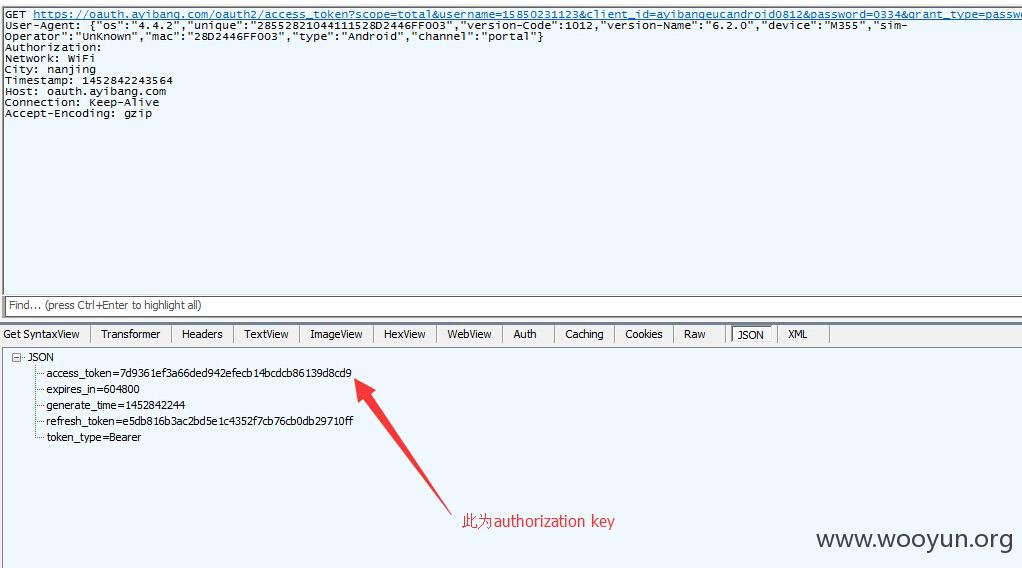 GET https://oauth.ayibang.com/oauth2/access_token?scope=total&username=15850231123&client_id=ayibangeucandroid0812&password=0334&grant_type=passwo
User-Agent: {"os":"4.4.2","unique":"28552821044111528D2446FF003","version-Code":1012,"version-Name":"6.2.0","device":"M355","sim-
Operator":"UnKnown","mac":"28D2446FF003","type":"Android","channel":"portal"}
Authorization:
Network: WiFi
City: nanjing
Timestamp: 1452842243564
Host: oauth.ayibang.com
Connection: Keep-Alive
Accept-Encoding: gzip
Find... (press Ctrl+Enter to highlight all)
Get SyntaxView Transformer Headers TextView ImageView HexView WebView Auth Caching Cookies Raw JSON XML
JSON
access_token=7d9361ef3a66ded942efecb14bcdcb86139d8cd9
expires_in=604800
generate_time=1452842244
refresh_token=e5db816b3ac2bd5e1c4352f7cb76cb0db29710ff
token_type=Bearer
此为authorization key
www.wooyun.org